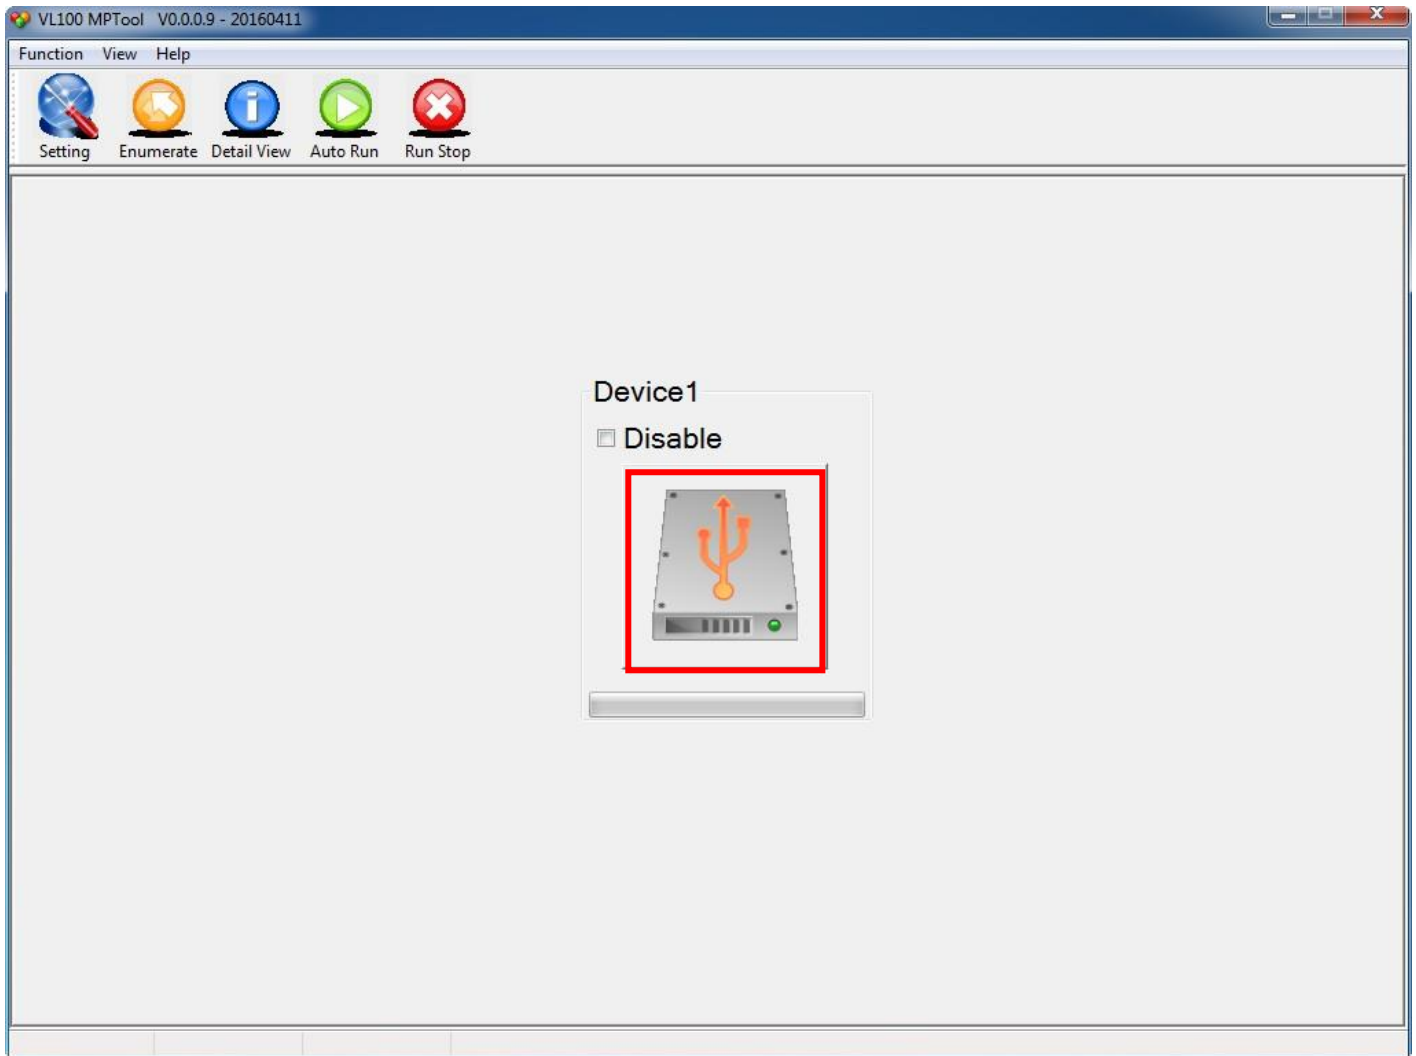 VL100 MPTool   V0.0.0.9 - 20160411
Function View Help
Setting Enumerate Detail View Auto Run Run Stop
Device1
Disable